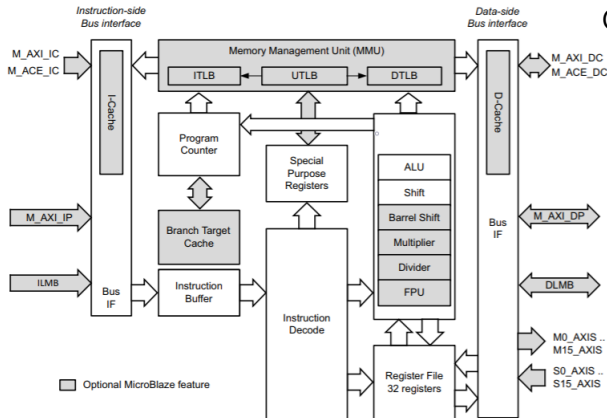 Instruction-side
Bus interface
Data-side
Bus interface
Memory Management Unit (MMU)
M_AXI_IC
M_ACE_IC
M_AXI_DC
M_ACE_DC
ITLB
UTLB
DTLB
I-Cache
D-Cache
Program
Counter
Special
Purpose
Registers
ALU
Shift
Barrel Shift
Multiplier
Divider
FPU
M_AXI_IP
M_AXI_DP
Branch Target
Cache
Bus
IF
ILMB
DLMB
Bus
IF
Instruction
Buffer
Instruction
Decode
M0_AXIS ..
M15_AXIS
S0_AXIS ..
S15_AXIS
Register File
32 registers
Optional MicroBlaze feature